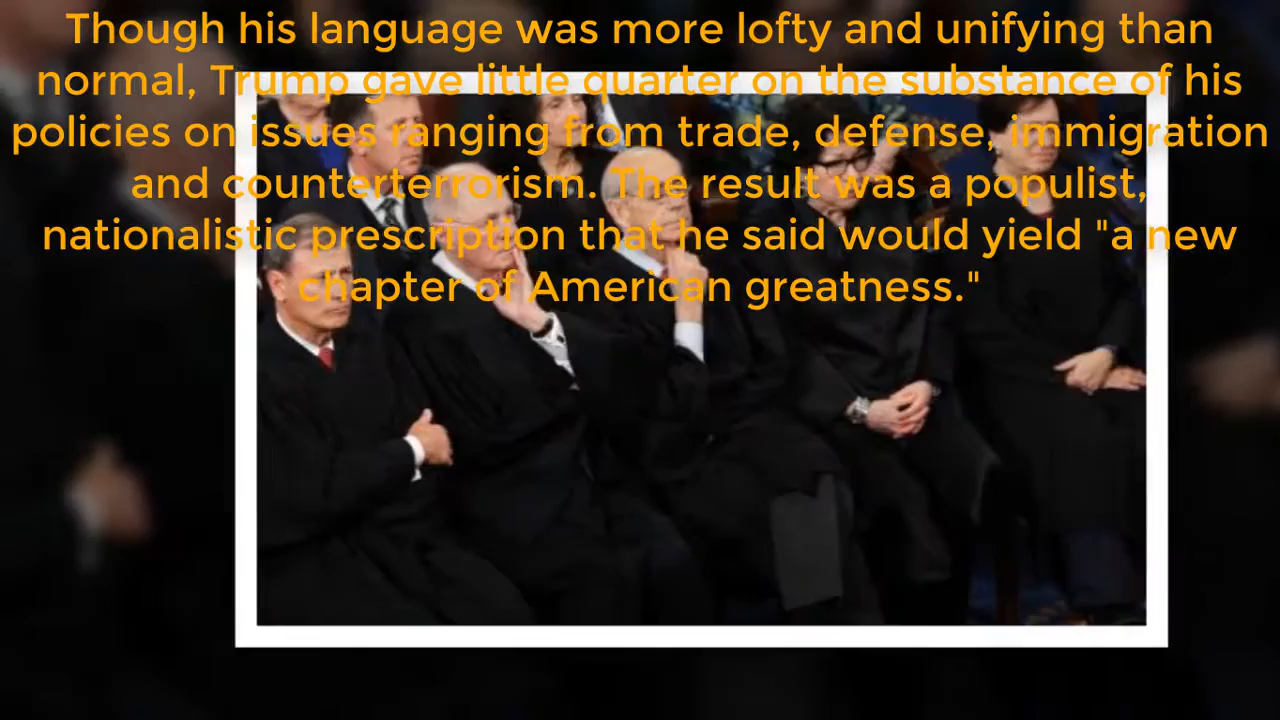 Though his language was more lofty and unifying than
normal, Trump gave little quarter on the substance of his
policies on issues ranging from trade, defense, immigration
and counterterrorism. The result was a populist,
nationalistic prescription that he said would yield "a new
chapter of American greatness."